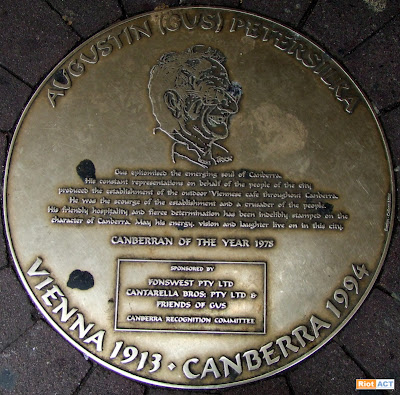 AUGUSTIN (GUS) PETERSILKA
Gus epitomised the emerging soul of Canberra.
His constant representations on behalf of the people of the city
produced the establishment of the outdoor Viennese cafe throughout Canberra.
He was the scourge of the establishment and a crusader of the people.
His friendly hospitality and fierce determination has been indelibly stamped on the
character of Canberra. May his energy, vision and laughter live on in this city.
CANBERRAN OF THE YEAR 1978
SPONSORED BY
FONSWEST PTY LTD
CANTARELLA BROS; PTY LTD &
FRIENDS OF GUS
CANBERRA RECOGNITION COMMITTEE
VIENNA 1913 · CANBERRA 1994
RiotACT